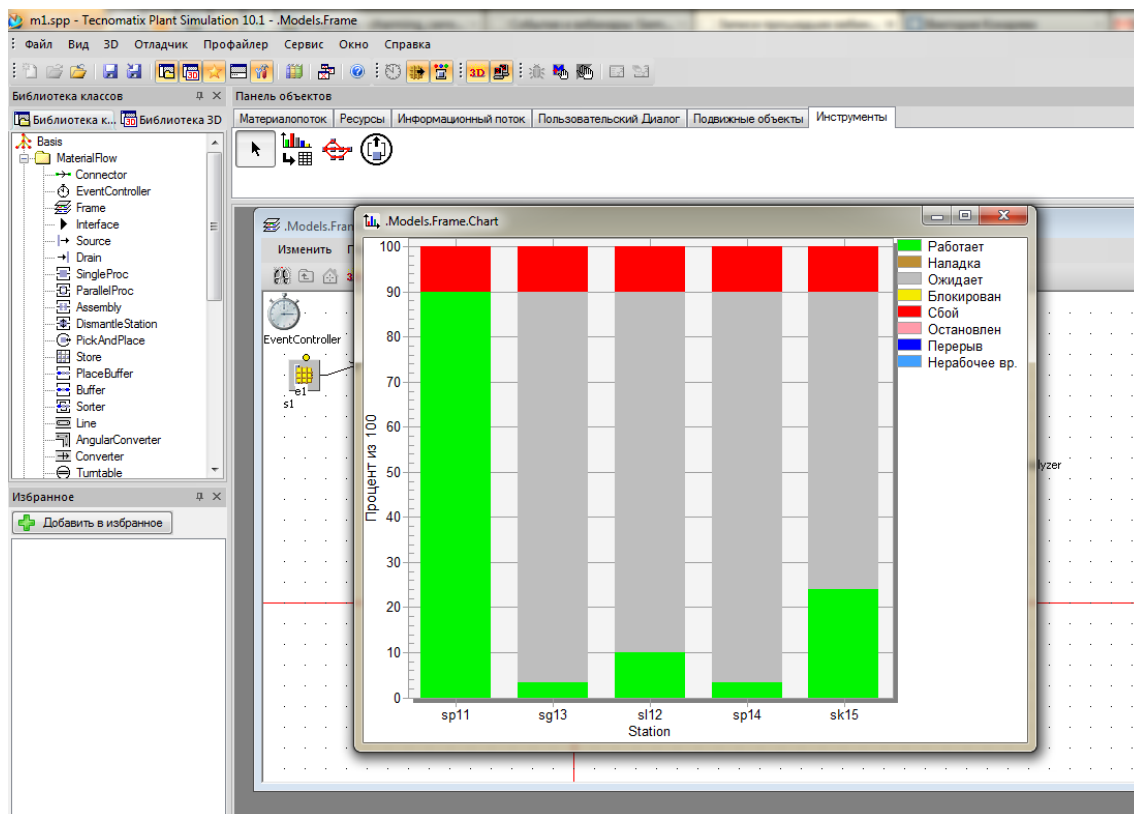 m1.spp - Tecnomatix Plant Simulation 10.1 - .Models.Frame
Файл Вид 3D Отладчик Профайлер Сервис Окно Справка
3D
Библиотека классов
Панель объектов
Библиотека к... Библиотека 3D
Материалопоток Ресурсы Информационный поток Пользовательский Диалог Подвижные объекты Инструменты
Basis
MaterialFlow
Connector
EventController
Frame
Interface
Source
Drain
SingleProc
ParallelProc
Assembly
DismantleStation
PickAndPlace
Store
PlaceBuffer
Buffer
Sorter
Line
AngularConverter
Converter
Turntable
Избранное
Добавить в избранное
.Models.Fran
Изменить
EventController
e1
s1
lyzer
.Models.Frame.Chart
100
90
80
70
60
50
40
30
20
10
0
Процент из 100
sp11 sg13 sl12 sp14 sk15
Station
Работает
Наладка
Ожидает
Блокирован
Сбой
Остановлен
Перерыв
Нерабочее вр.